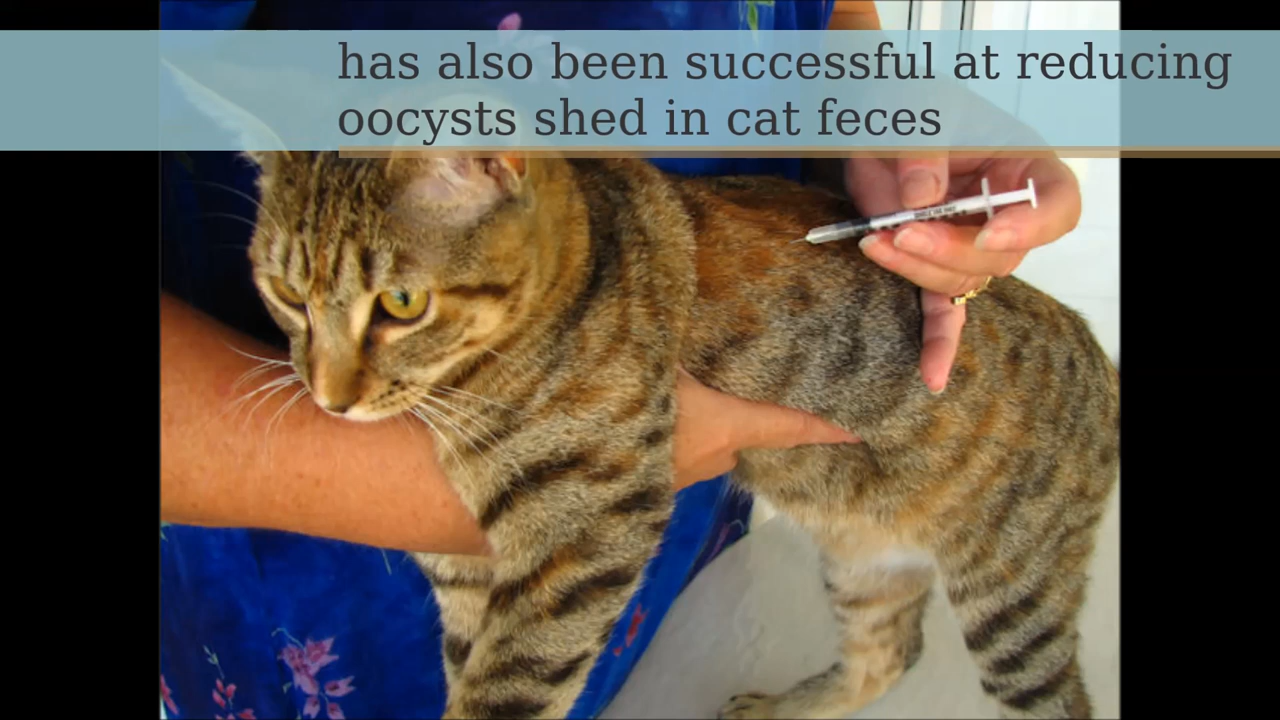 has also been successful at reducing
oocysts shed in cat feces